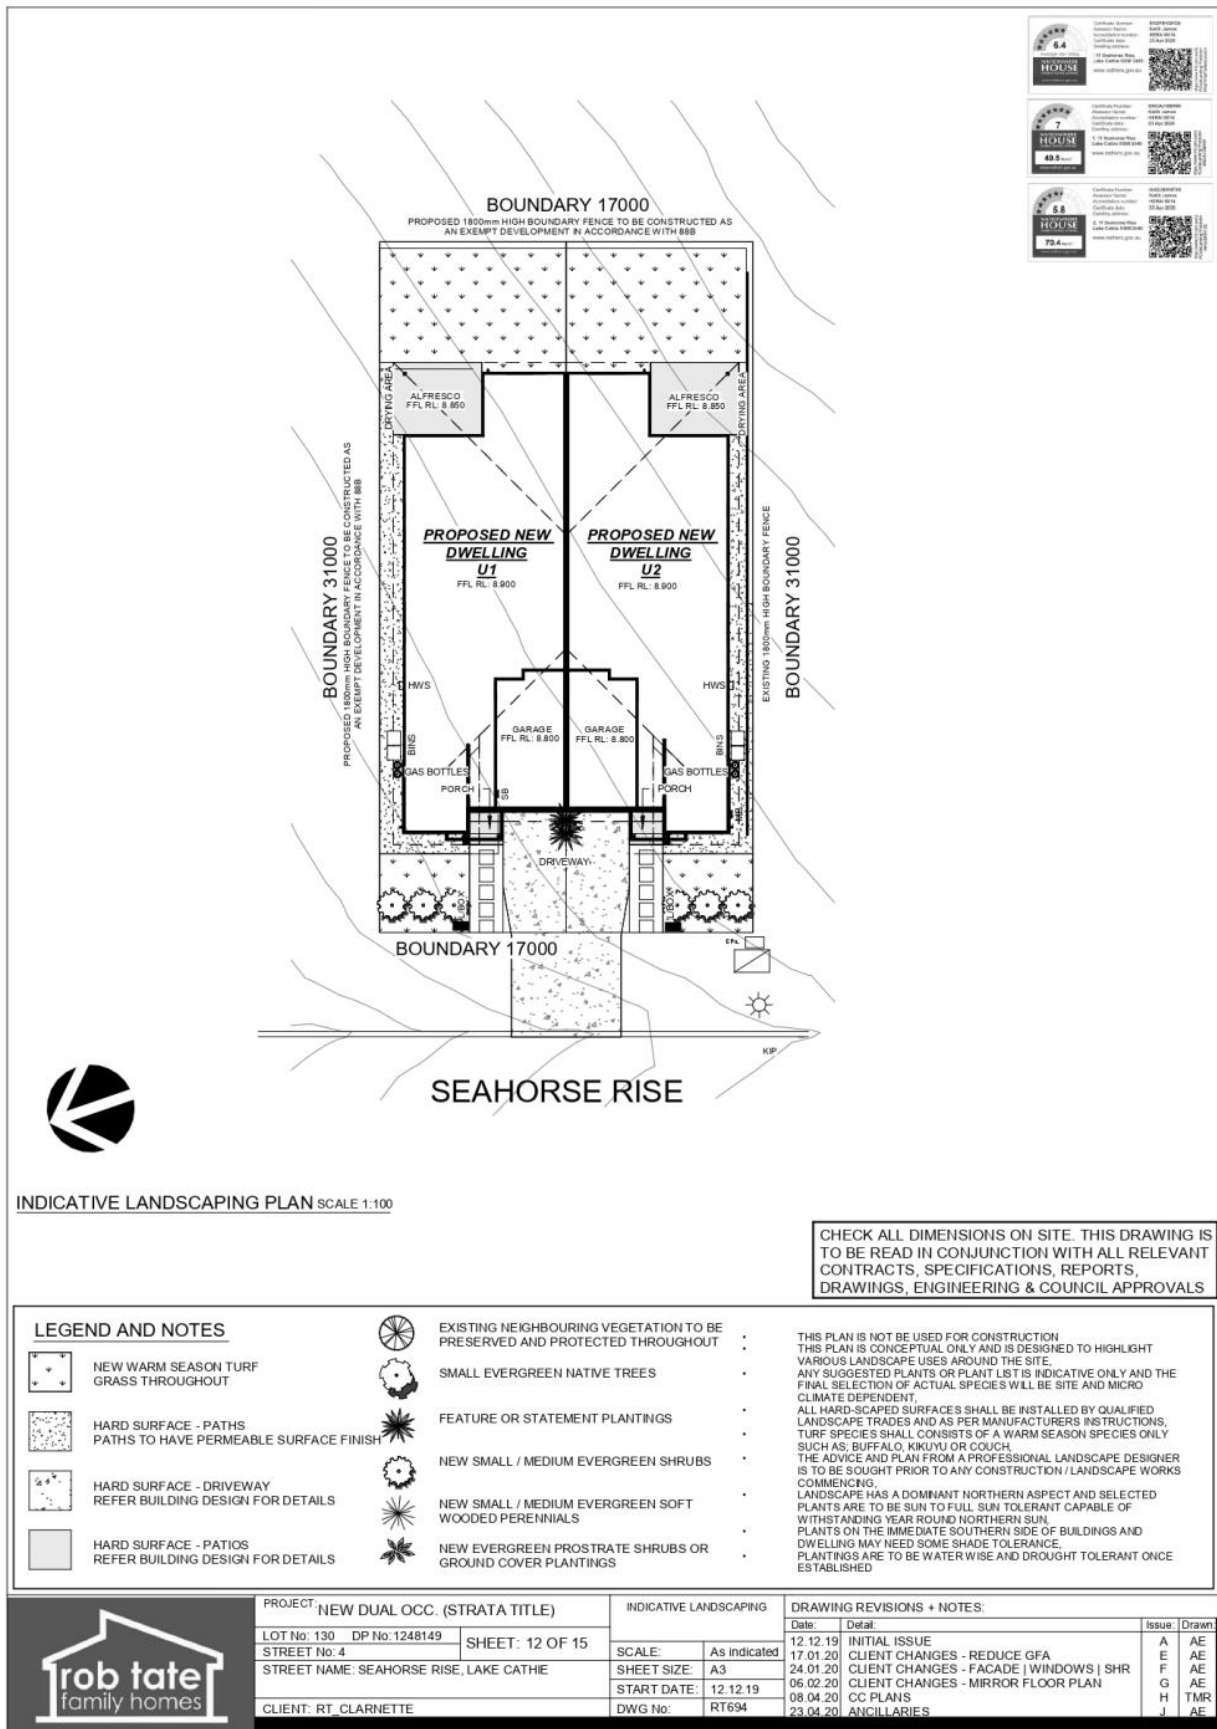 6.4
NATIONWIDE
HOUSE
7
NATIONWIDE
HOUSE
49.5
5.8
NATIONWIDE
HOUSE
73.4
BOUNDARY 17000
PROPOSED 1800mm HIGH BOUNDARY FENCE TO BE CONSTRUCTED AS
AN EXEMPT DEVELOPMENT IN ACCORDANCE WITH 88B
DRYING AREA
ALFRESCO
FFL RL: 8.850
ALFRESCO
FFL RL: 8.850
DRYING AREA
BOUNDARY 31000
PROPOSED 1800mm HIGH BOUNDARY FENCE TO BE CONSTRUCTED AS
AN EXEMPT DEVELOPMENT IN ACCORDANCE WITH 88B
PROPOSED NEW
DWELLING
U1
FFL RL: 8.900
PROPOSED NEW
DWELLING
U2
FFL RL: 8.900
EXISTING 1800mm HIGH BOUNDARY FENCE
BOUNDARY 31000
HWS
HWS
GARAGE
FFL RL: 8.800
GARAGE
FFL RL: 8.800
BINS
BINS
GAS BOTTLES
GAS BOTTLES
PORCH
SB
PORCH
DRIVEWAY
L/BOX
L/BOX
BOUNDARY 17000
KIP
SEAHORSE RISE
INDICATIVE LANDSCAPING PLAN SCALE 1:100
CHECK ALL DIMENSIONS ON SITE. THIS DRAWING IS
TO BE READ IN CONJUNCTION WITH ALL RELEVANT
CONTRACTS, SPECIFICATIONS, REPORTS,
DRAWINGS, ENGINEERING & COUNCIL APPROVALS
LEGEND AND NOTES
NEW WARM SEASON TURF
GRASS THROUGHOUT
HARD SURFACE - PATHS
PATHS TO HAVE PERMEABLE SURFACE FINISH
HARD SURFACE - DRIVEWAY
REFER BUILDING DESIGN FOR DETAILS
HARD SURFACE - PATIOS
REFER BUILDING DESIGN FOR DETAILS
EXISTING NEIGHBOURING VEGETATION TO BE
PRESERVED AND PROTECTED THROUGHOUT
SMALL EVERGREEN NATIVE TREES
FEATURE OR STATEMENT PLANTINGS
NEW SMALL / MEDIUM EVERGREEN SHRUBS
NEW SMALL / MEDIUM EVERGREEN SOFT
WOODED PERENNIALS
NEW EVERGREEN PROSTRATE SHRUBS OR
GROUND COVER PLANTINGS
THIS PLAN IS NOT BE USED FOR CONSTRUCTION
THIS PLAN IS CONCEPTUAL ONLY AND IS DESIGNED TO HIGHLIGHT
VARIOUS LANDSCAPE USES AROUND THE SITE,
ANY SUGGESTED PLANTS OR PLANT LIST IS INDICATIVE ONLY AND THE
FINAL SELECTION OF ACTUAL SPECIES WILL BE SITE AND MICRO
CLIMATE DEPENDENT,
ALL HARD-SCAPED SURFACES SHALL BE INSTALLED BY QUALIFIED
LANDSCAPE TRADES AND AS PER MANUFACTURERS INSTRUCTIONS,
TURF SPECIES SHALL CONSISTS OF A WARM SEASON SPECIES ONLY
SUCH AS; BUFFALO, KIKUYU OR COUCH,
THE ADVICE AND PLAN FROM A PROFESSIONAL LANDSCAPE DESIGNER
IS TO BE SOUGHT PRIOR TO ANY CONSTRUCTION / LANDSCAPE WORKS
COMMENCING,
LANDSCAPE HAS A DOMINANT NORTHERN ASPECT AND SELECTED
PLANTS ARE TO BE SUN TO FULL SUN TOLERANT CAPABLE OF
WITHSTANDING YEAR ROUND NORTHERN SUN,
PLANTS ON THE IMMEDIATE SOUTHERN SIDE OF BUILDINGS AND
DWELLING MAY NEED SOME SHADE TOLERANCE,
PLANTINGS ARE TO BE WATER WISE AND DROUGHT TOLERANT ONCE
ESTABLISHED
rob tate
family homes
PROJECT: NEW DUAL OCC. (STRATA TITLE)
LOT No: 130 DP No: 1248149
STREET No: 4
SHEET: 12 OF 15
STREET NAME: SEAHORSE RISE, LAKE CATHIE
CLIENT: RT_CLARNETTE
INDICATIVE LANDSCAPING
SCALE: As indicated
SHEET SIZE: A3
START DATE: 12.12.19
DWG No: RT694
DRAWING REVISIONS + NOTES:
Date: Detail: Issue: Drawn:
12.12.19 INITIAL ISSUE A AE
17.01.20 CLIENT CHANGES - REDUCE GFA E AE
24.01.20 CLIENT CHANGES - FACADE | WINDOWS | SHR F AE
06.02.20 CLIENT CHANGES - MIRROR FLOOR PLAN G AE
08.04.20 CC PLANS H TMR
23.04.20 ANCILLARIES J AE